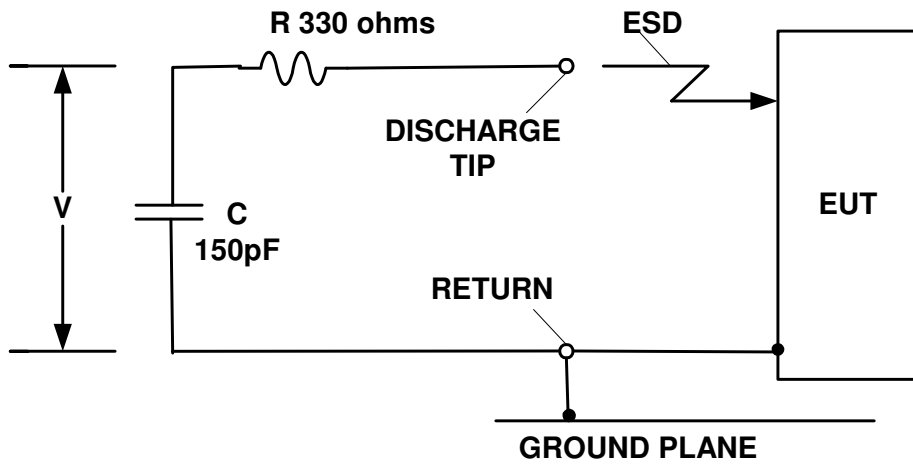 R 330 ohms
ESD
DISCHARGE
TIP
V
C
150pF
EUT
RETURN
GROUND PLANE